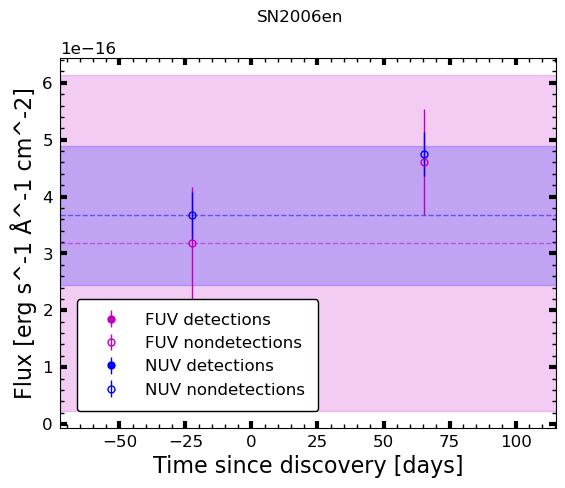 SN2006en
1e−16
6
5
4
3
2
1
0
Flux [erg s^-1 Å^-1 cm^-2]
FUV detections
FUV nondetections
NUV detections
NUV nondetections
−50 −25 0 25 50 75 100
Time since discovery [days]